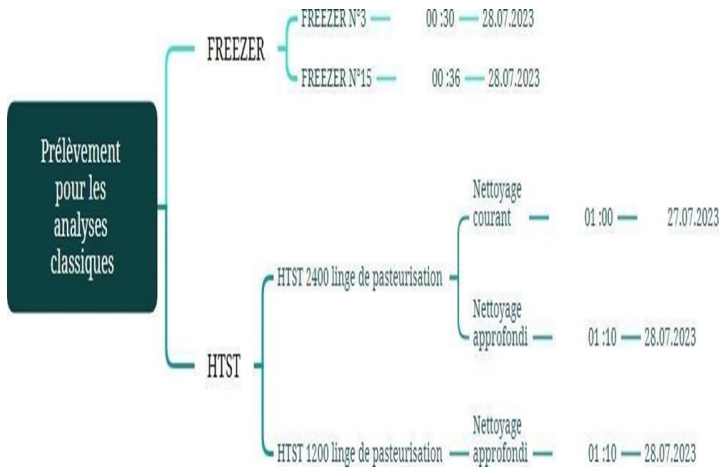 Prélèvement
pour les
analyses
classiques
FREEZER
FREEZER N°3 00 :30 28.07.2023
FREEZER N°15 00 :36 28.07.2023
HTST
HTST 2400 linge de pasteurisation
Nettoyage
courant 01 :00 27.07.2023
Nettoyage
approfondi 01 :10 28.07.2023
HTST 1200 linge de pasteurisation
Nettoyage
approfondi 01 :10 28.07.2023